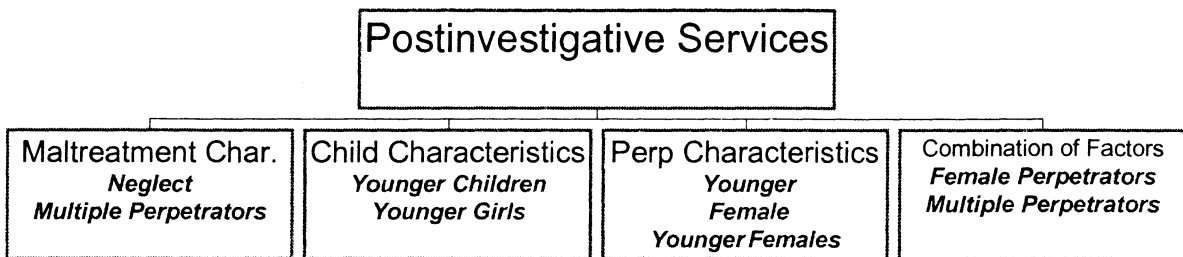 Postinvestigative Services
Maltreatment Char.
Neglect
Multiple Perpetrators
Child Characteristics
Younger Children
Younger Girls
Perp Characteristics
Younger
Female
Younger Females
Combination of Factors
Female Perpetrators
Multiple Perpetrators